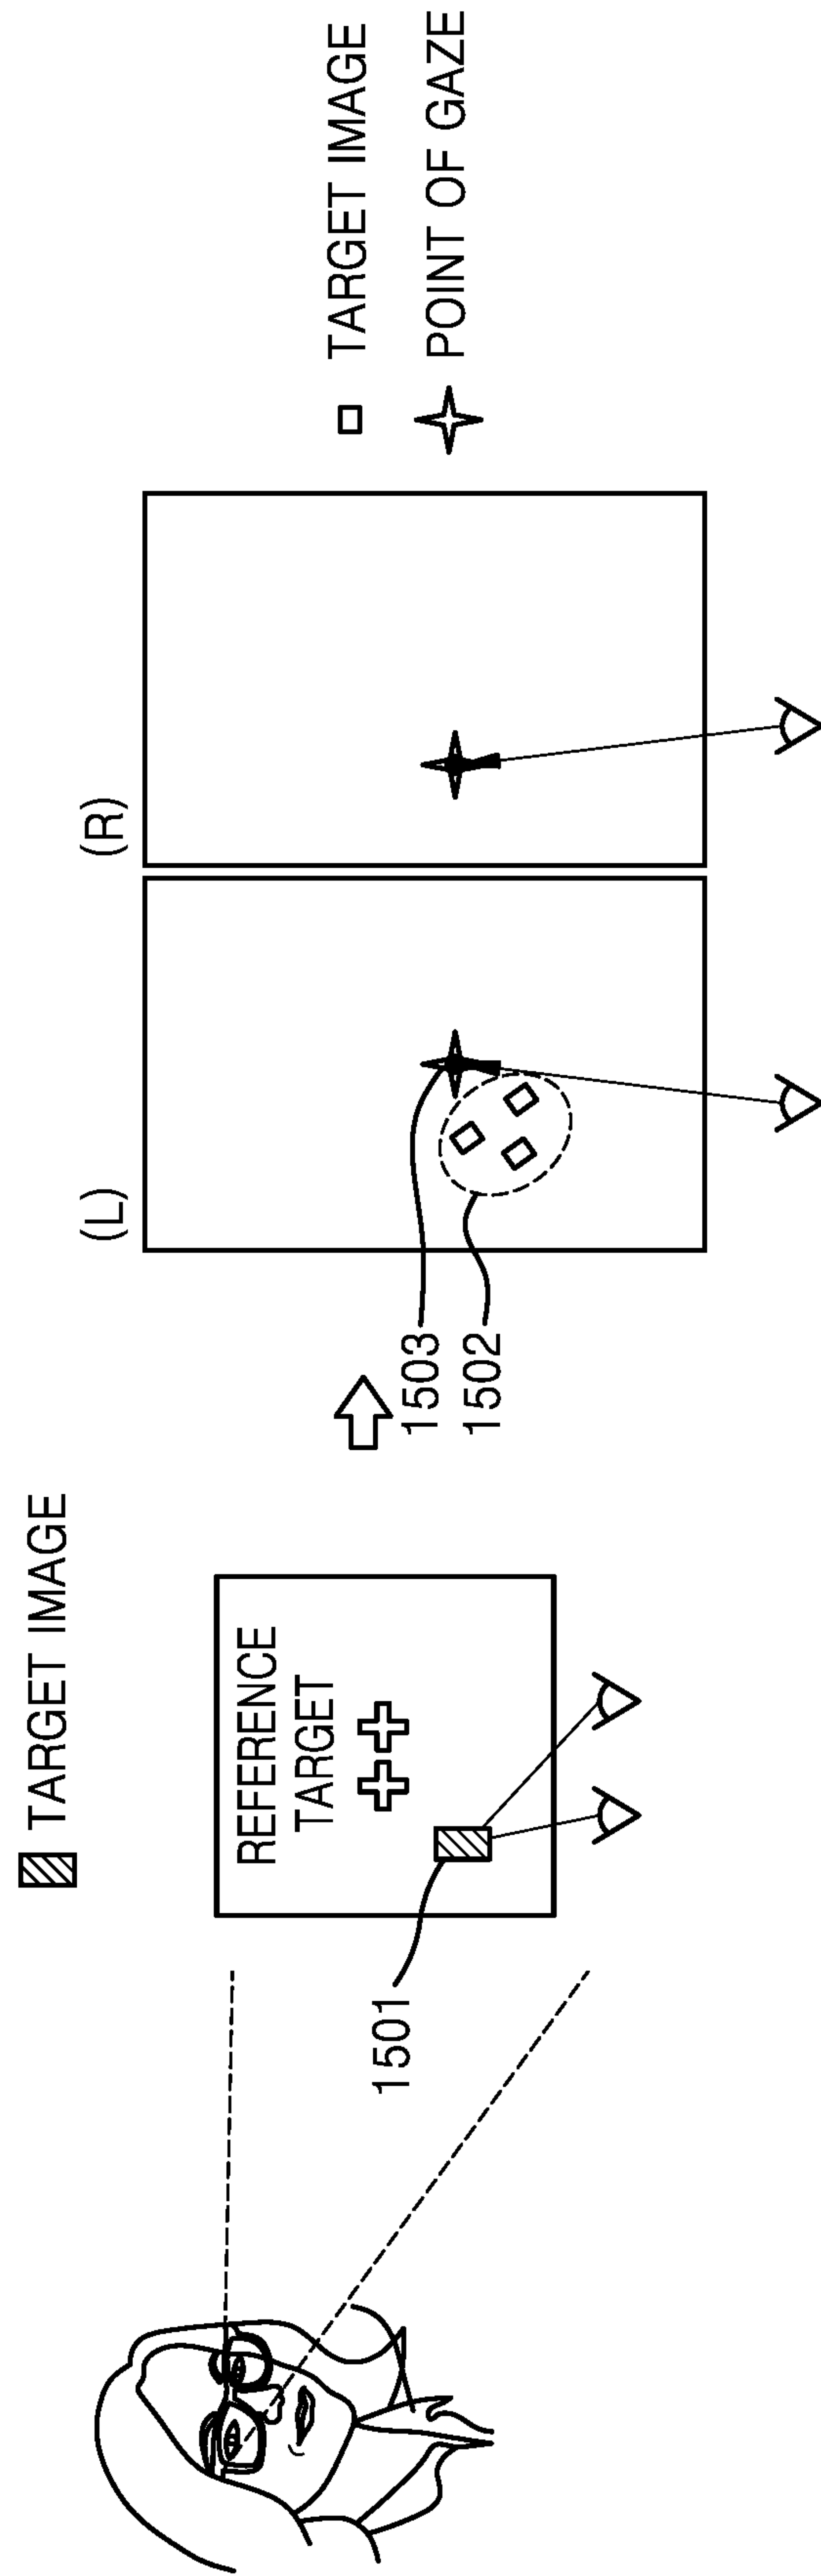 TARGET IMAGE
REFERENCE
TARGET
1501
(L)
(R)
1503
1502
TARGET IMAGE
POINT OF GAZE